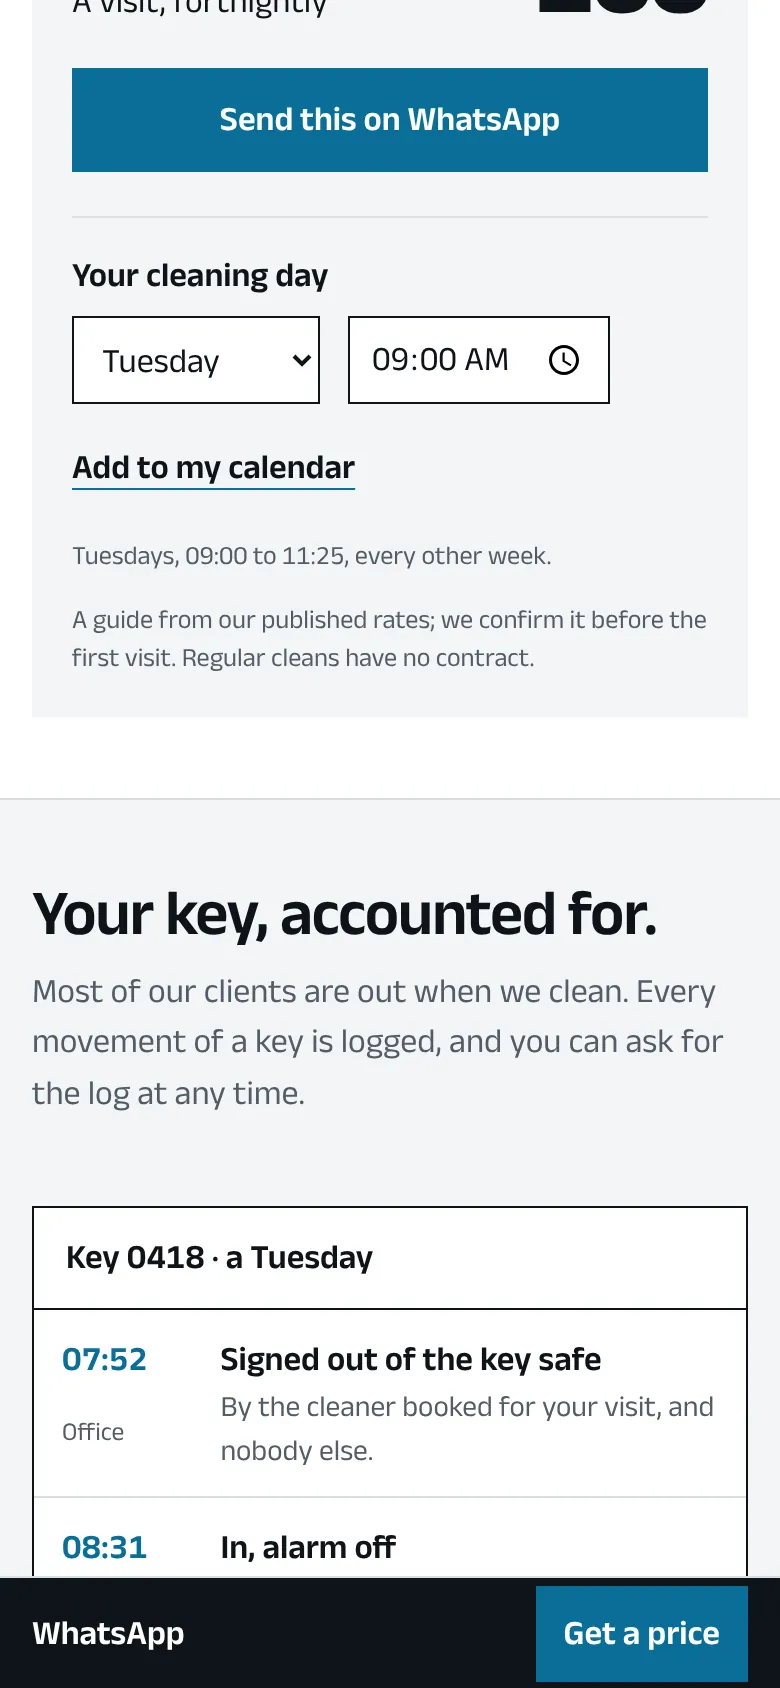 A visit, fortnightly
Send this on WhatsApp
Your cleaning day
Tuesday
09:00 AM
Add to my calendar
Tuesdays, 09:00 to 11:25, every other week.
A guide from our published rates; we confirm it before the
first visit. Regular cleans have no contract.
Your key, accounted for.
Most of our clients are out when we clean. Every
movement of a key is logged, and you can ask for
the log at any time.
Key 0418 · a Tuesday
07:52
Signed out of the key safe
Office
By the cleaner booked for your visit, and
nobody else.
08:31
In, alarm off
WhatsApp
Get a price